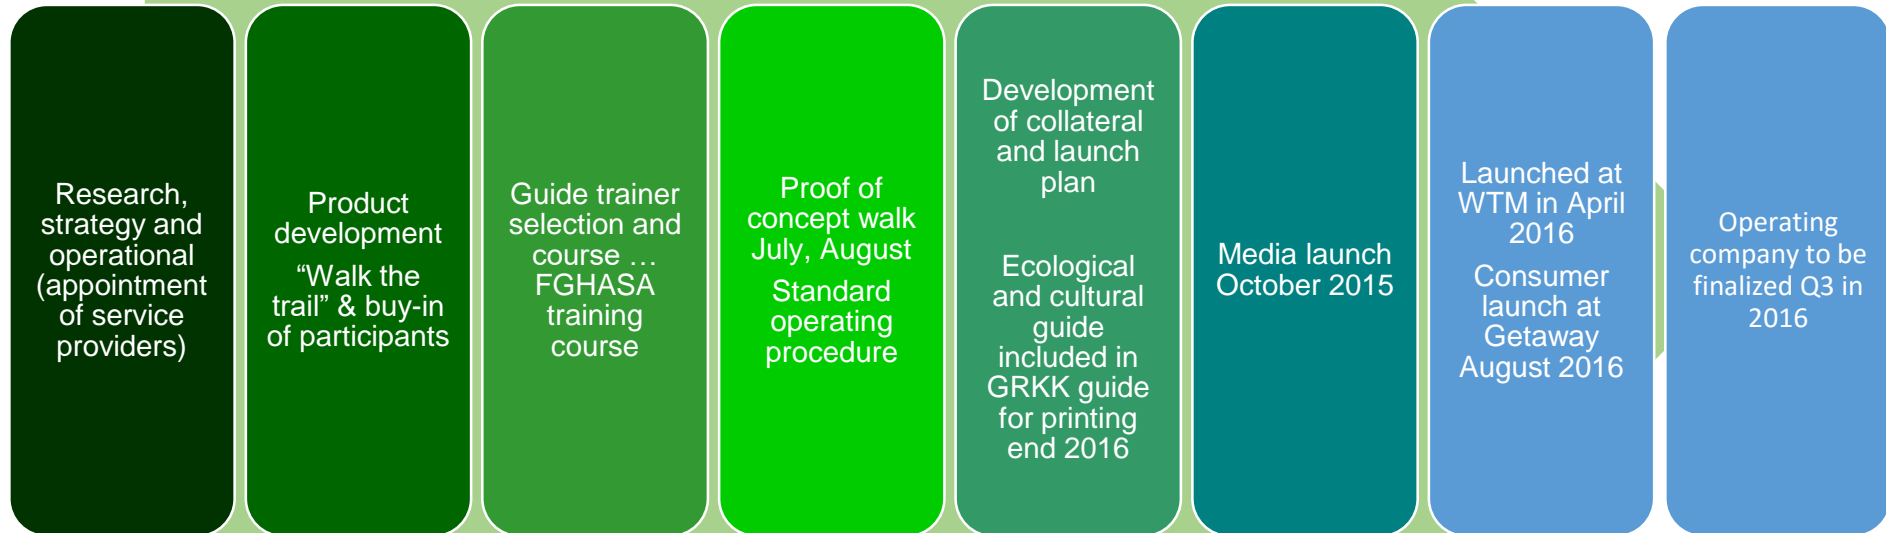 Research,
strategy and
operational
(appointment
of service
providers)
Product
development
“Walk the
trail” & buy-in
of participants
Guide trainer
selection and
course …
FGHASA
training
course
Proof of
concept walk
July, August
Standard
operating
procedure
Development
of collateral
and launch
plan
Ecological
and cultural
guide
included in
GRKK guide
for printing
end 2016
Media launch
October 2015
Launched at
WTM in April
2016
Consumer
launch at
Getaway
August 2016
Operating
company to be
finalized Q3 in
2016